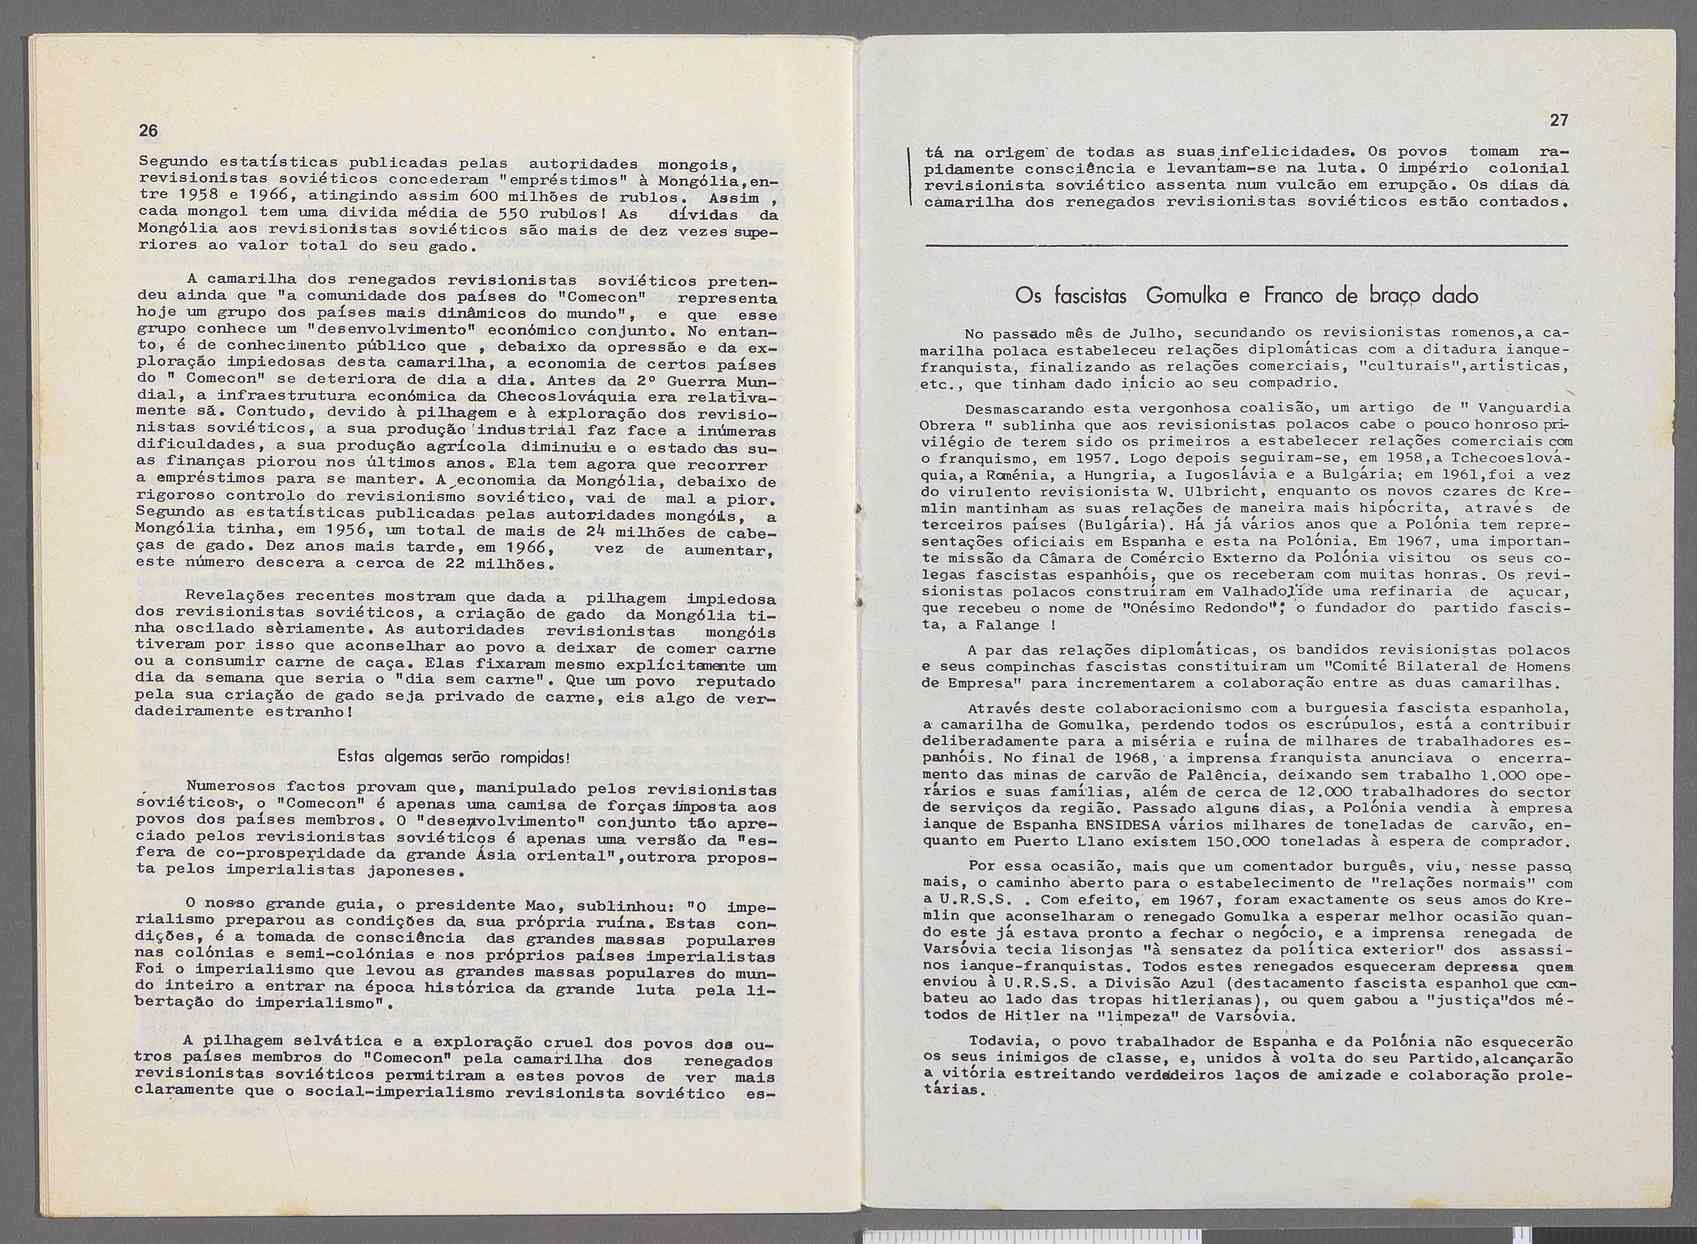 26
Segundo estatísticas publicadas pelas autoridades mongois,
revisionistas soviéticos concederam "empréstimos" à Mongólia,en-
tre 1958 e 1966, atingindo assim 600 milhões de rublos. Assim ,
cada mongol tem uma divida média de 550 rublos! As dívidas da
Mongólia aos revisionistas soviéticos são mais de dez vezes supe-
riores ao valor total do seu gado.
A camarilha dos renegados revisionistas soviéticos preten-
deu ainda que "a comunidade dos países do "Comecon" representa
hoje um grupo dos países mais dinâmicos do mundo", e que esse
grupo conhece um "desenvolvimento" económico conjunto. No entan-
to, é de conhecimento público que , debaixo da opressão e da ex-
ploração impiedosas desta camarilha, a economia de certos países
do " Comecon" se deteriora de dia a dia. Antes da 2º Guerra Mun-
dial, a infraestrutura económica da Checoslováquia era relativa-
mente sã. Contudo, devido à pilhagem e à exploração dos revisio-
nistas soviéticos, a sua produção industrial faz face a inúmeras
dificuldades, a sua produção agrícola diminuiu e o estado das su-
as finanças piorou nos últimos anos. Ela tem agora que recorrer
a empréstimos para se manter. A economia da Mongólia, debaixo de
rigoroso controlo do revisionismo soviético, vai de mal a pior.
Segundo as estatísticas publicadas pelas autoridades mongóis, a
Mongólia tinha, em 1956, um total de mais de 24 milhões de cabe-
ças de gado. Dez anos mais tarde, em 1966, vez de aumentar,
este número descera a cerca de 22 milhões.
Revelações recentes mostram que dada a pilhagem impiedosa
dos revisionistas soviéticos, a criação de gado da Mongólia ti-
nha oscilado sèriamente. As autoridades revisionistas mongóis
tiveram por isso que aconselhar ao povo a deixar de comer carne
ou a consumir carne de caça. Elas fixaram mesmo explícitamente um
dia da semana que seria o "dia sem carne". Que um povo reputado
pela sua criação de gado seja privado de carne, eis algo de ver-
dadeiramente estranho!
Estas algemas serão rompidas!
Numerosos factos provam que, manipulado pelos revisionistas
soviéticos, o "Comecon" é apenas uma camisa de forças imposta aos
povos dos países membros. O "desenvolvimento" conjunto tão apre-
ciado pelos revisionistas soviéticos é apenas uma versão da "es-
fera de co-prosperidade da grande Ásia oriental",outrora propos-
ta pelos imperialistas japoneses.
O nosso grande guia, o presidente Mao, sublinhou: "O impe-
rialismo preparou as condições da sua própria ruína. Estas con-
dições, é a tomada de consciência das grandes massas populares
nas colónias e semi-colónias e nos próprios países imperialistas
Foi o imperialismo que levou as grandes massas populares do mun-
do inteiro a entrar na época histórica da grande luta pela li-
bertação do imperialismo".
A pilhagem selvática e a exploração cruel dos povos dos ou-
tros países membros do "Comecon" pela camarilha dos renegados
revisionistas soviéticos permitiram a estes povos de ver mais
claramente que o social-imperialismo revisionista soviético es-
27
tá na origem de todas as suas infelicidades. Os povos tomam ra-
pidamente consciência e levantam-se na luta. O império colonial
revisionista soviético assenta num vulcão em erupção. Os dias da
camarilha dos renegados revisionistas soviéticos estão contados.
Os fascistas Gomulka e Franco de braço dado
No passado mês de Julho, secundando os revisionistas romenos,a ca-
marilha polaca estabeleceu relações diplomáticas com a ditadura ianque-
franquista, finalizando as relações comerciais, "culturais",artisticas,
etc., que tinham dado início ao seu compadrio.
Desmascarando esta vergonhosa coalisão, um artigo de " Vanguardia
Obrera " sublinha que aos revisionistas polacos cabe o pouco honroso pri-
vilégio de terem sido os primeiros a estabelecer relações comerciais com
o franquismo, em 1957. Logo depois seguiram-se, em 1958,a Tchecoeslová-
quia, a Roménia, a Hungria, a Iugoslávia e a Bulgária; em 1961,foi a vez
do virulento revisionista W. Ulbricht, enquanto os novos czares do Kre-
mlin mantinham as suas relações de maneira mais hipócrita, através de
terceiros países (Bulgária). Há já vários anos que a Polónia tem repre-
sentações oficiais em Espanha e esta na Polónia. Em 1967, uma importan-
te missão da Câmara de Comércio Externo da Polónia visitou os seus co-
legas fascistas espanhóis, que os receberam com muitas honras. Os revi-
sionistas polacos construíram em Valhadolide uma refinaria de açucar,
que recebeu o nome de "Onésimo Redondo"; o fundador do partido fascis-
ta, a Falange !
A par das relações diplomáticas, os bandidos revisionistas polacos
e seus compinchas fascistas constituiram um "Comité Bilateral de Homens
de Empresa" para incrementarem a colaboração entre as duas camarilhas.
Através deste colaboracionismo com a burguesia fascista espanhola,
a camarilha de Gomulka, perdendo todos os escrúpulos, está a contribuir
deliberadamente para a miséria e ruína de milhares de trabalhadores es-
panhóis. No final de 1968, a imprensa franquista anunciava o encerra-
mento das minas de carvão de Palência, deixando sem trabalho 1.000 ope-
rários e suas famílias, além de cerca de 12.000 trabalhadores do sector
de serviços da região. Passado alguns dias, a Polónia vendia à empresa
ianque de Espanha ENSIDESA vários milhares de toneladas de carvão, en-
quanto em Puerto Llano existem 150.000 toneladas à espera de comprador.
Por essa ocasião, mais que um comentador burguês, viu, nesse passo
mais, o caminho aberto para o estabelecimento de "relações normais" com
a U.R.S.S. . Com efeito, em 1967, foram exactamente os seus amos do Kre-
mlin que aconselharam o renegado Gomulka a esperar melhor ocasião quan-
do este já estava pronto a fechar o negócio, e a imprensa renegada de
Varsóvia tecia lisonjas "à sensatez da política exterior" dos assassi-
nos ianque-franquistas. Todos estes renegados esqueceram depressa quem
enviou à U.R.S.S. a Divisão Azul (destacamento fascista espanhol que com-
bateu ao lado das tropas hitlerianas), ou quem gabou a "justiça"dos mé-
todos de Hitler na "limpeza" de Varsóvia.
Todavia, o povo trabalhador de Espanha e da Polónia não esquecerão
os seus inimigos de classe, e, unidos à volta do seu Partido,alcançarão
a vitória estreitando verdadeiros laços de amizade e colaboração prole-
tárias.